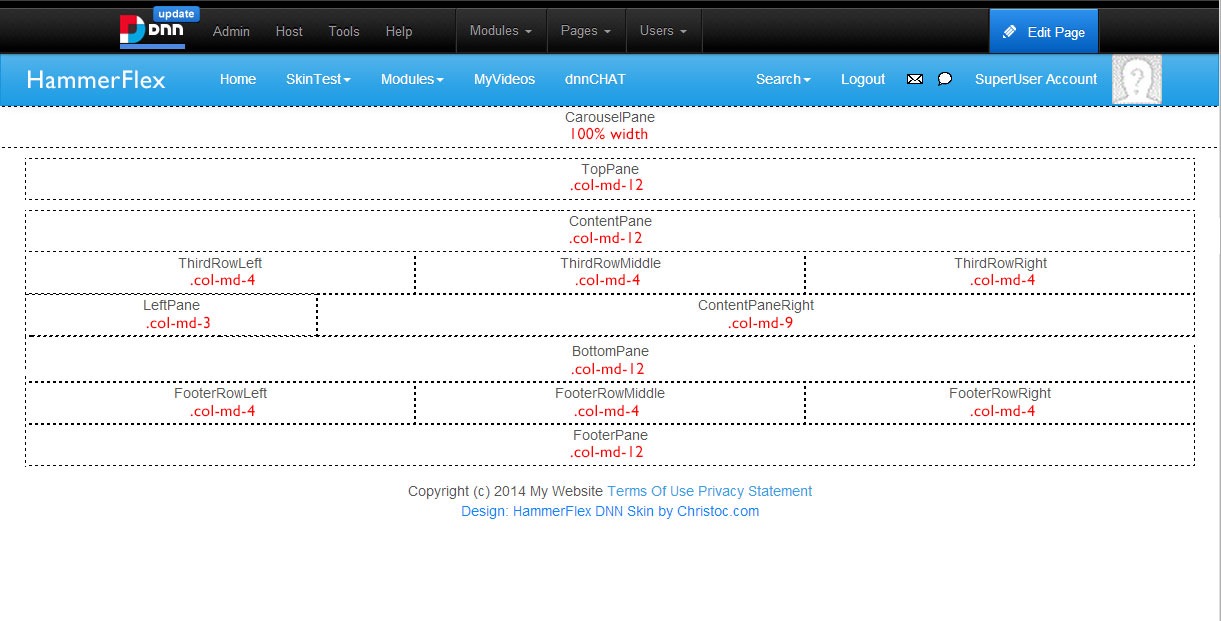 update
DNN Admin Host Tools Help Modules Pages Users Edit Page
HammerFlex Home SkinTest Modules MyVideos dnnCHAT Search Logout SuperUser Account
CarouselPane
100% width
TopPane
.col-md-12
ContentPane
.col-md-12
ThirdRowLeft ThirdRowMiddle ThirdRowRight
.col-md-4 .col-md-4 .col-md-4
LeftPane ContentPaneRight
.col-md-3 .col-md-9
BottomPane
.col-md-12
FooterRowLeft FooterRowMiddle FooterRowRight
.col-md-4 .col-md-4 .col-md-4
FooterPane
.col-md-12
Copyright (c) 2014 My Website Terms Of Use Privacy Statement
Design: HammerFlex DNN Skin by Christoc.com